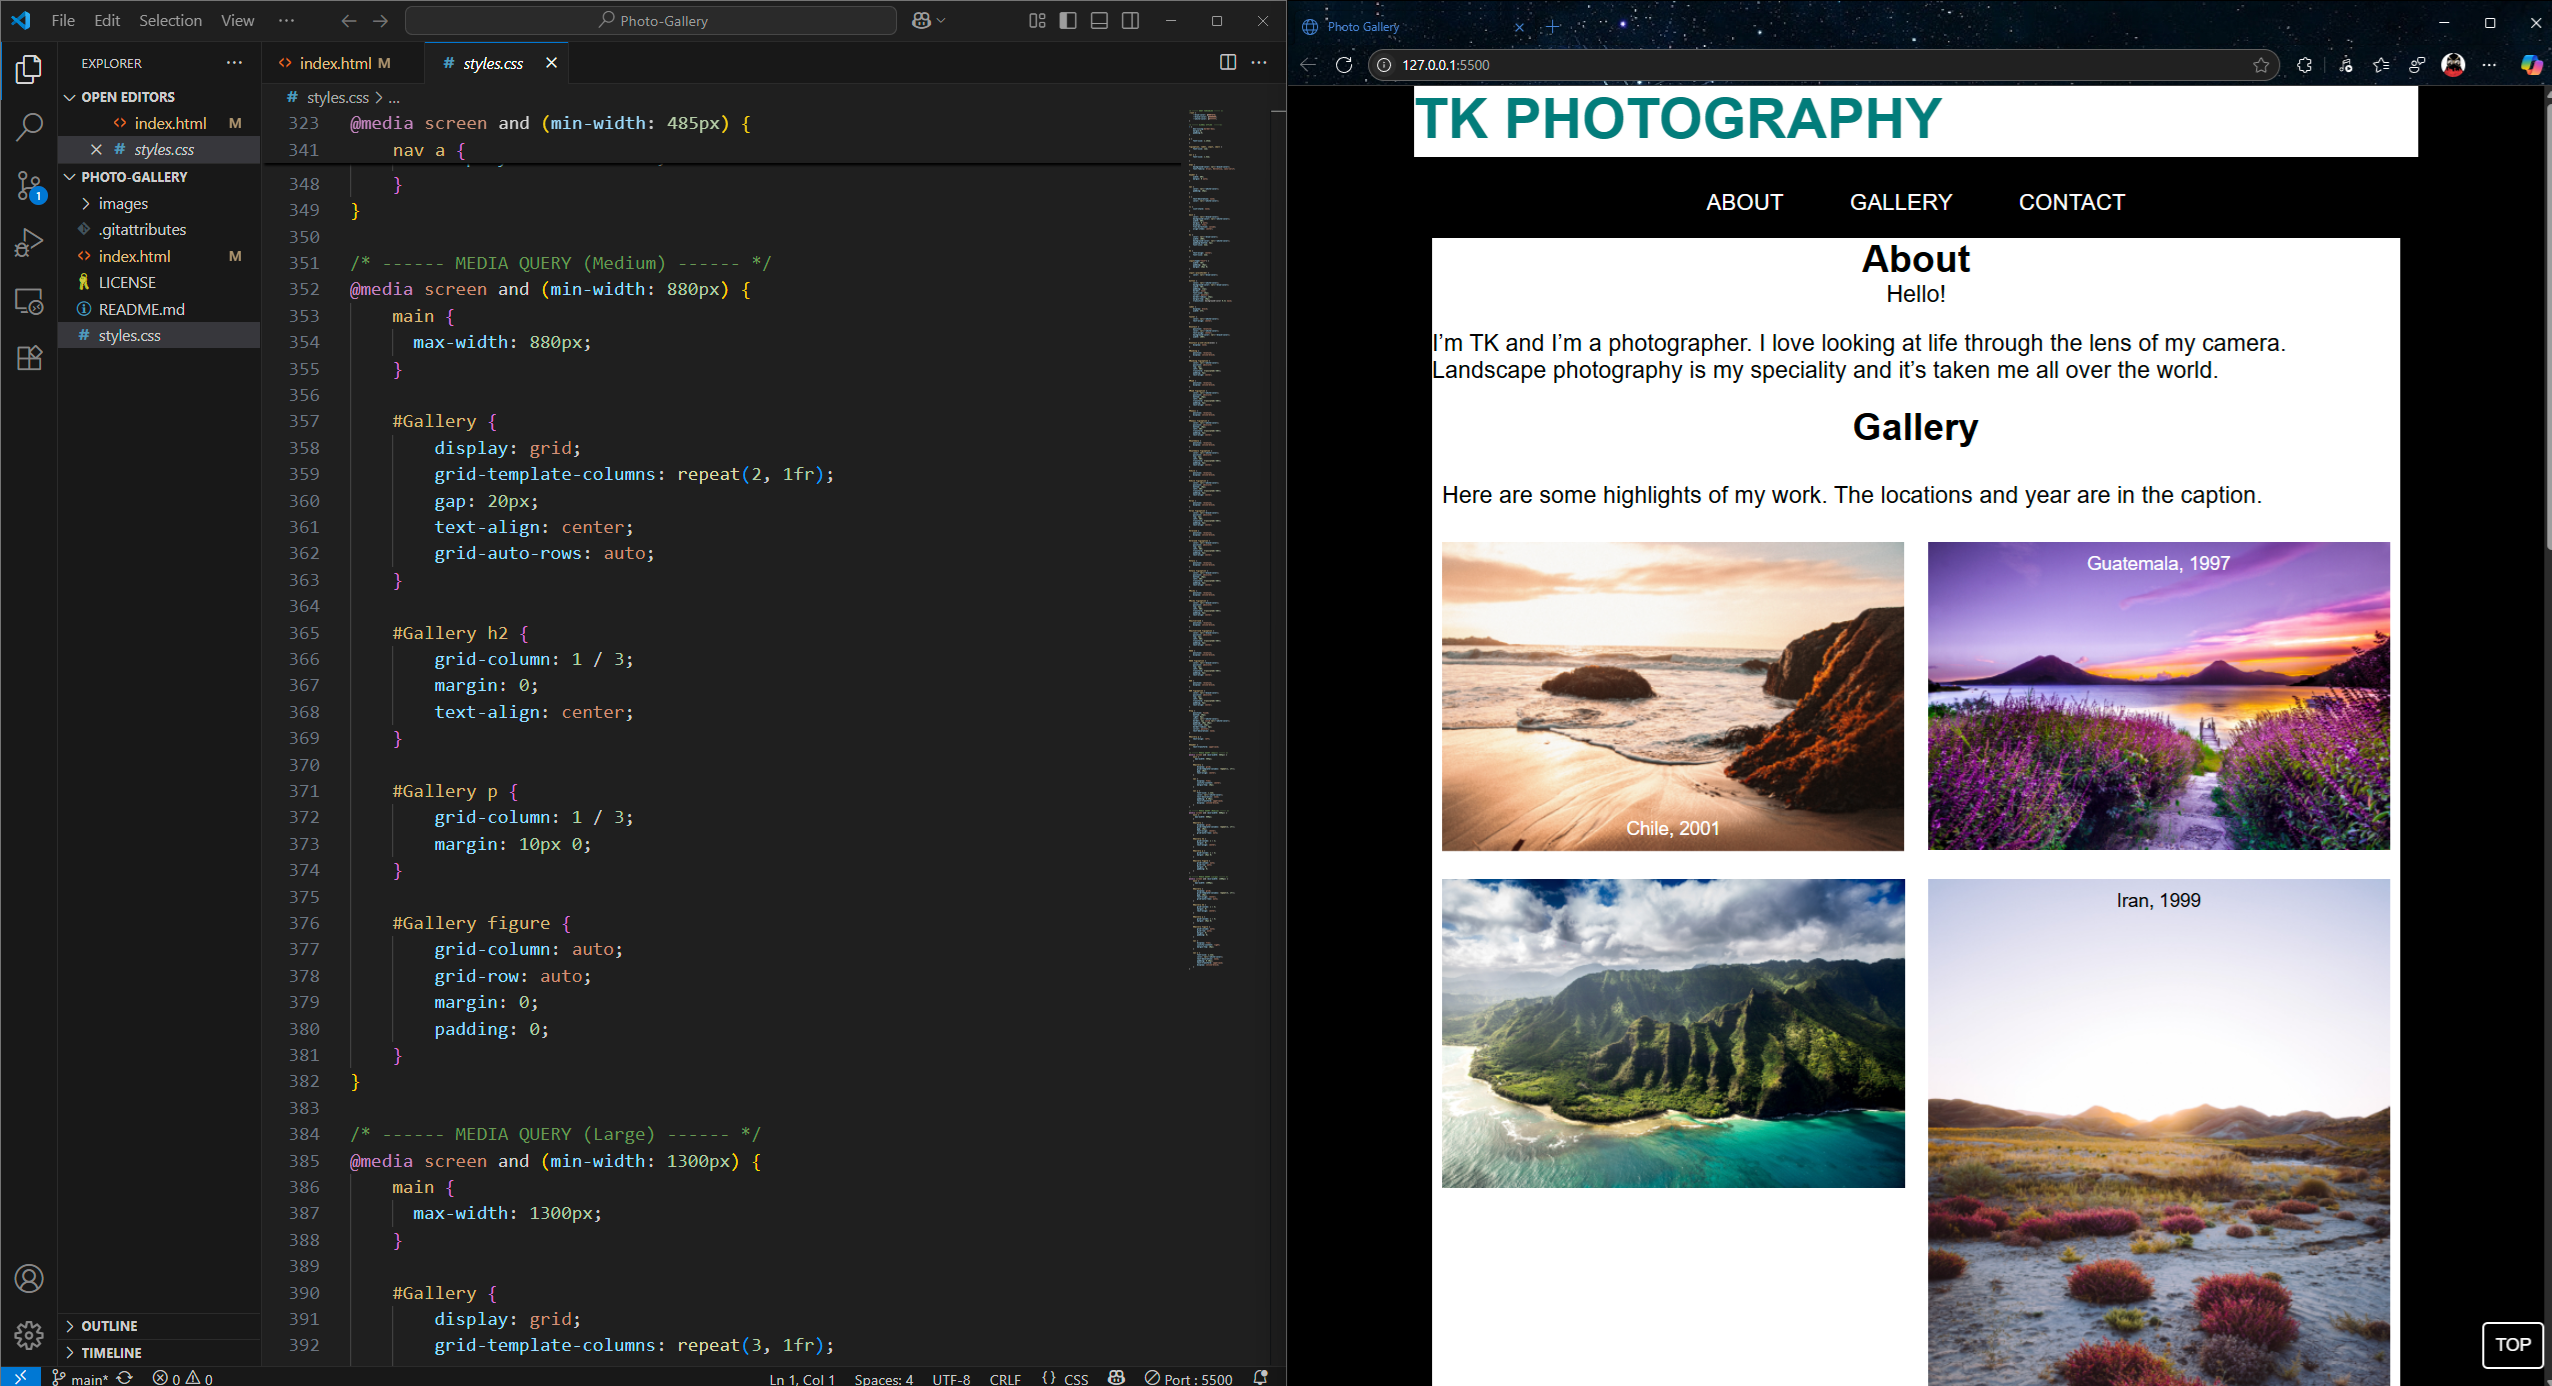 File Edit Selection View ···
Photo-Gallery
EXPLORER
OPEN EDITORS
index.html M
styles.css
PHOTO-GALLERY
images
.gitattributes
index.html M
LICENSE
README.md
styles.css
OUTLINE
TIMELINE
1
index.html M
styles.css
styles.css > ...
323 @media screen and (min-width: 485px) {
341 nav a {
348 }
349 }
350
351 /* ------ MEDIA QUERY (Medium) ------ */
352 @media screen and (min-width: 880px) {
353 main {
354 max-width: 880px;
355 }
356
357 #Gallery {
358 display: grid;
359 grid-template-columns: repeat(2, 1fr);
360 gap: 20px;
361 text-align: center;
362 grid-auto-rows: auto;
363 }
364
365 #Gallery h2 {
366 grid-column: 1 / 3;
367 margin: 0;
368 text-align: center;
369 }
370
371 #Gallery p {
372 grid-column: 1 / 3;
373 margin: 10px 0;
374 }
375
376 #Gallery figure {
377 grid-column: auto;
378 grid-row: auto;
379 margin: 0;
380 padding: 0;
381 }
382 }
383
384 /* ------ MEDIA QUERY (Large) ------ */
385 @media screen and (min-width: 1300px) {
386 main {
387 max-width: 1300px;
388 }
389
390 #Gallery {
391 display: grid;
392 grid-template-columns: repeat(3, 1fr);
main* 0 0 Ln 1, Col 1 Spaces: 4 UTF-8 CRLF {} CSS Port : 5500
Photo Gallery
127.0.0.1:5500
TK PHOTOGRAPHY
ABOUT GALLERY CONTACT
About
Hello!
I’m TK and I’m a photographer. I love looking at life through the lens of my camera.
Landscape photography is my speciality and it’s taken me all over the world.
Gallery
Here are some highlights of my work. The locations and year are in the caption.
Guatemala, 1997
Chile, 2001
Iran, 1999
TOP